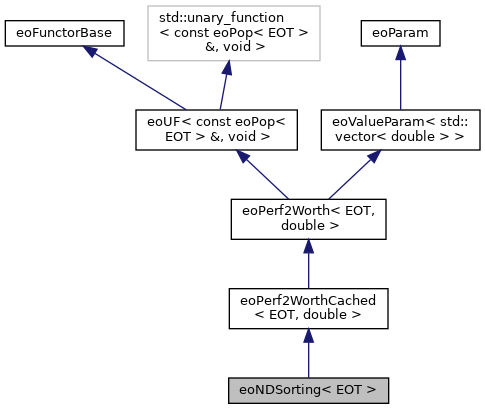 eoFunctorBase
std::unary_function
< const eoPop< EOT >
&, void >
eoParam
eoUF< const eoPop<
EOT > &, void >
eoValueParam< std::
vector< double > >
eoPerf2Worth< EOT,
double >
eoPerf2WorthCached
< EOT, double >
eoNDSorting< EOT >